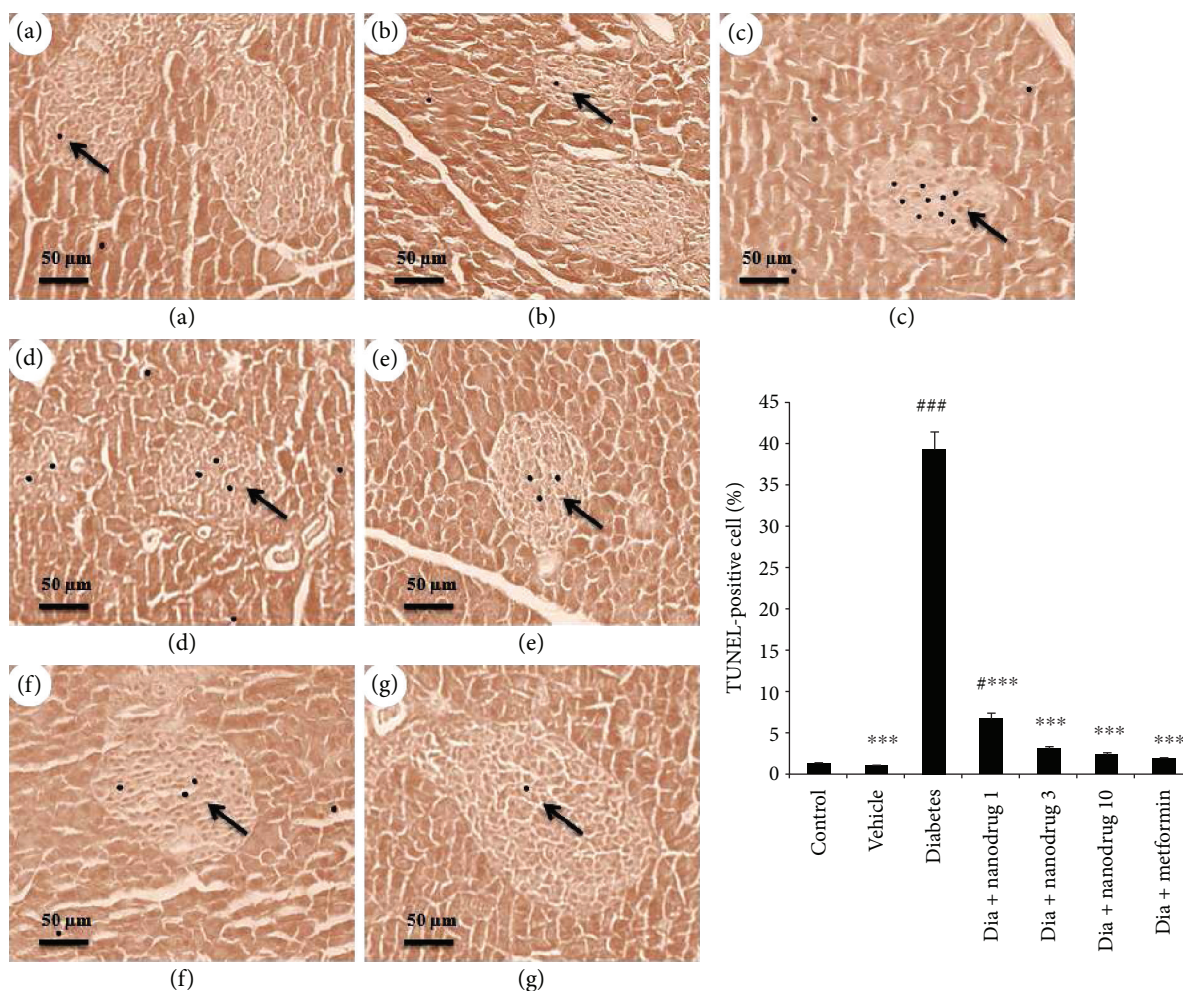 (a)
(b)
(c)
50 µm
50 µm
50 µm
(a)
(b)
(c)
(d)
(e)
50 µm
50 µm
(d)
(e)
(f)
(g)
50 µm
50 µm
(f)
(g)
TUNEL-positive cell (%)
45
40
35
30
25
20
15
10
5
0
###
#***
***
***
***
***
Control
Vehicle
Diabetes
Dia + nanodrug 1
Dia + nanodrug 3
Dia + nanodrug 10
Dia + metformin